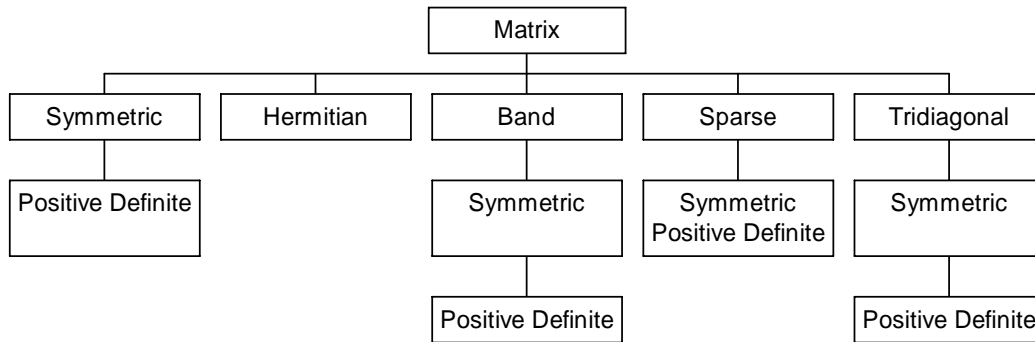 Matrix
Symmetric
Hermitian
Band
Sparse
Tridiagonal
Positive Definite
Symmetric
Symmetric
Positive Definite
Symmetric
Positive Definite
Positive Definite